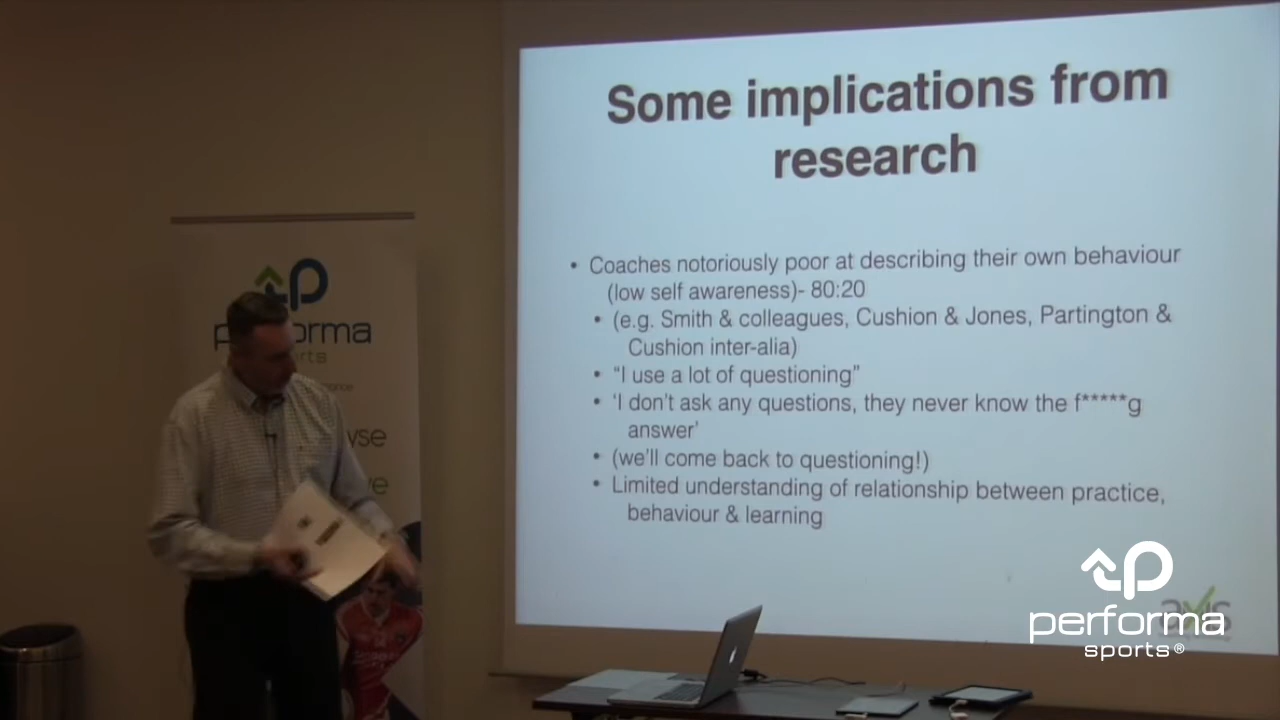 Some implications from
research
• Coaches notoriously poor at describing their own behaviour
(low self awareness)- 80:20
• (e.g. Smith & colleagues, Cushion & Jones, Partington &
Cushion inter-alia)
• “I use a lot of questioning”
• ‘I don't ask any questions, they never know the f*****g
answer’
• (we'll come back to questioning!)
• Limited understanding of relationship between practice,
behaviour & learning
axis
performa
sports®